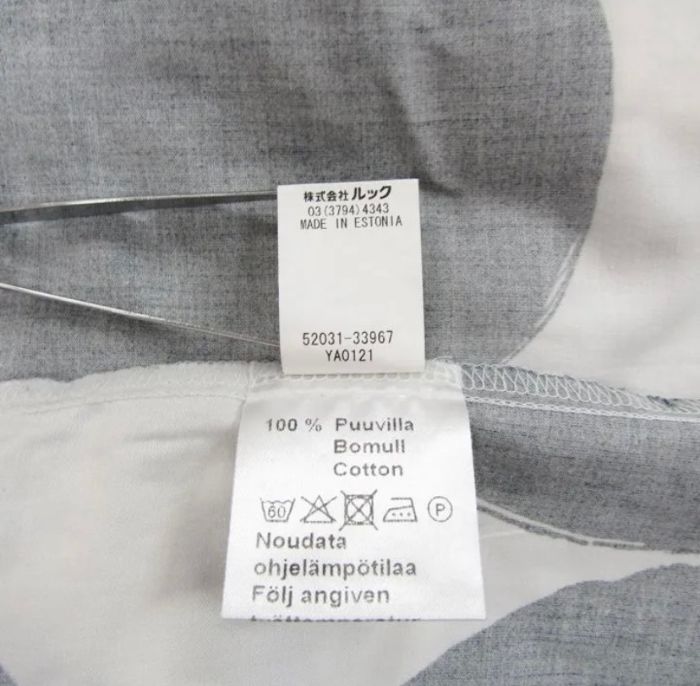 株式会社 ルック
03(3794)4343
MADE IN ESTONIA
52031-33967
YA0121
100 % Puuvilla
Bomull
Cotton
60 P
Noudata
ohjelämpötilaa
Följ angiven